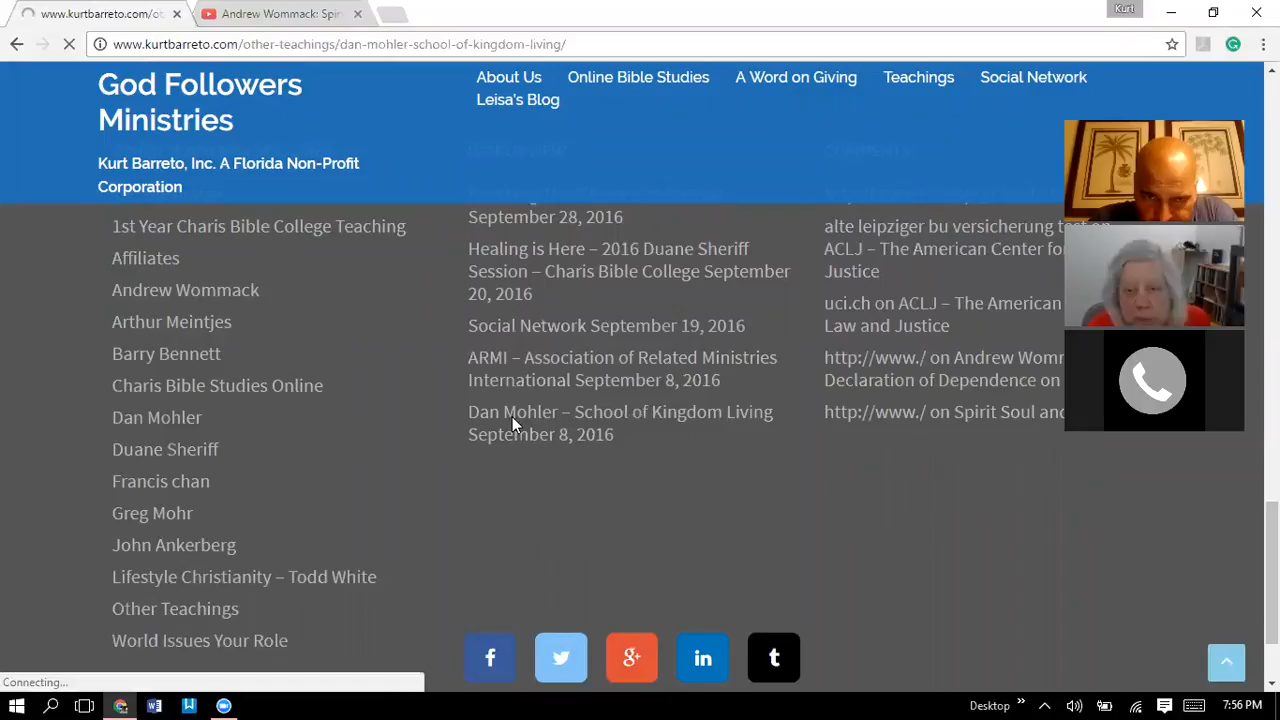 www.kurtbarreto.com/ot
Andrew Wommack: Spir
Kurt
www.kurtbarreto.com/other-teachings/dan-mohler-school-of-kingdom-living/
God Followers
Ministries
Kurt Barreto, Inc. A Florida Non-Profit
Corporation
About Us
Online Bible Studies
A Word on Giving
Teachings
Social Network
Leisa's Blog
1st Year Charis Bible College Teaching
Affiliates
Andrew Wommack
Arthur Meintjes
Barry Bennett
Charis Bible Studies Online
Dan Mohler
Duane Sheriff
Francis chan
Greg Mohr
John Ankerberg
Lifestyle Christianity – Todd White
Other Teachings
World Issues Your Role
September 28, 2016
Healing is Here – 2016 Duane Sheriff
Session – Charis Bible College September
20, 2016
Social Network September 19, 2016
ARMI – Association of Related Ministries
International September 8, 2016
Dan Mohler – School of Kingdom Living
September 8, 2016
alte leipziger bu versicherung test on
ACLJ – The American Center for
Justice
uci.ch on ACLJ – The American
Law and Justice
http://www./ on Andrew Womm
Declaration of Dependence on
http://www./ on Spirit Soul and
f
g+
in
t
Connecting...
W
Desktop
7:56 PM